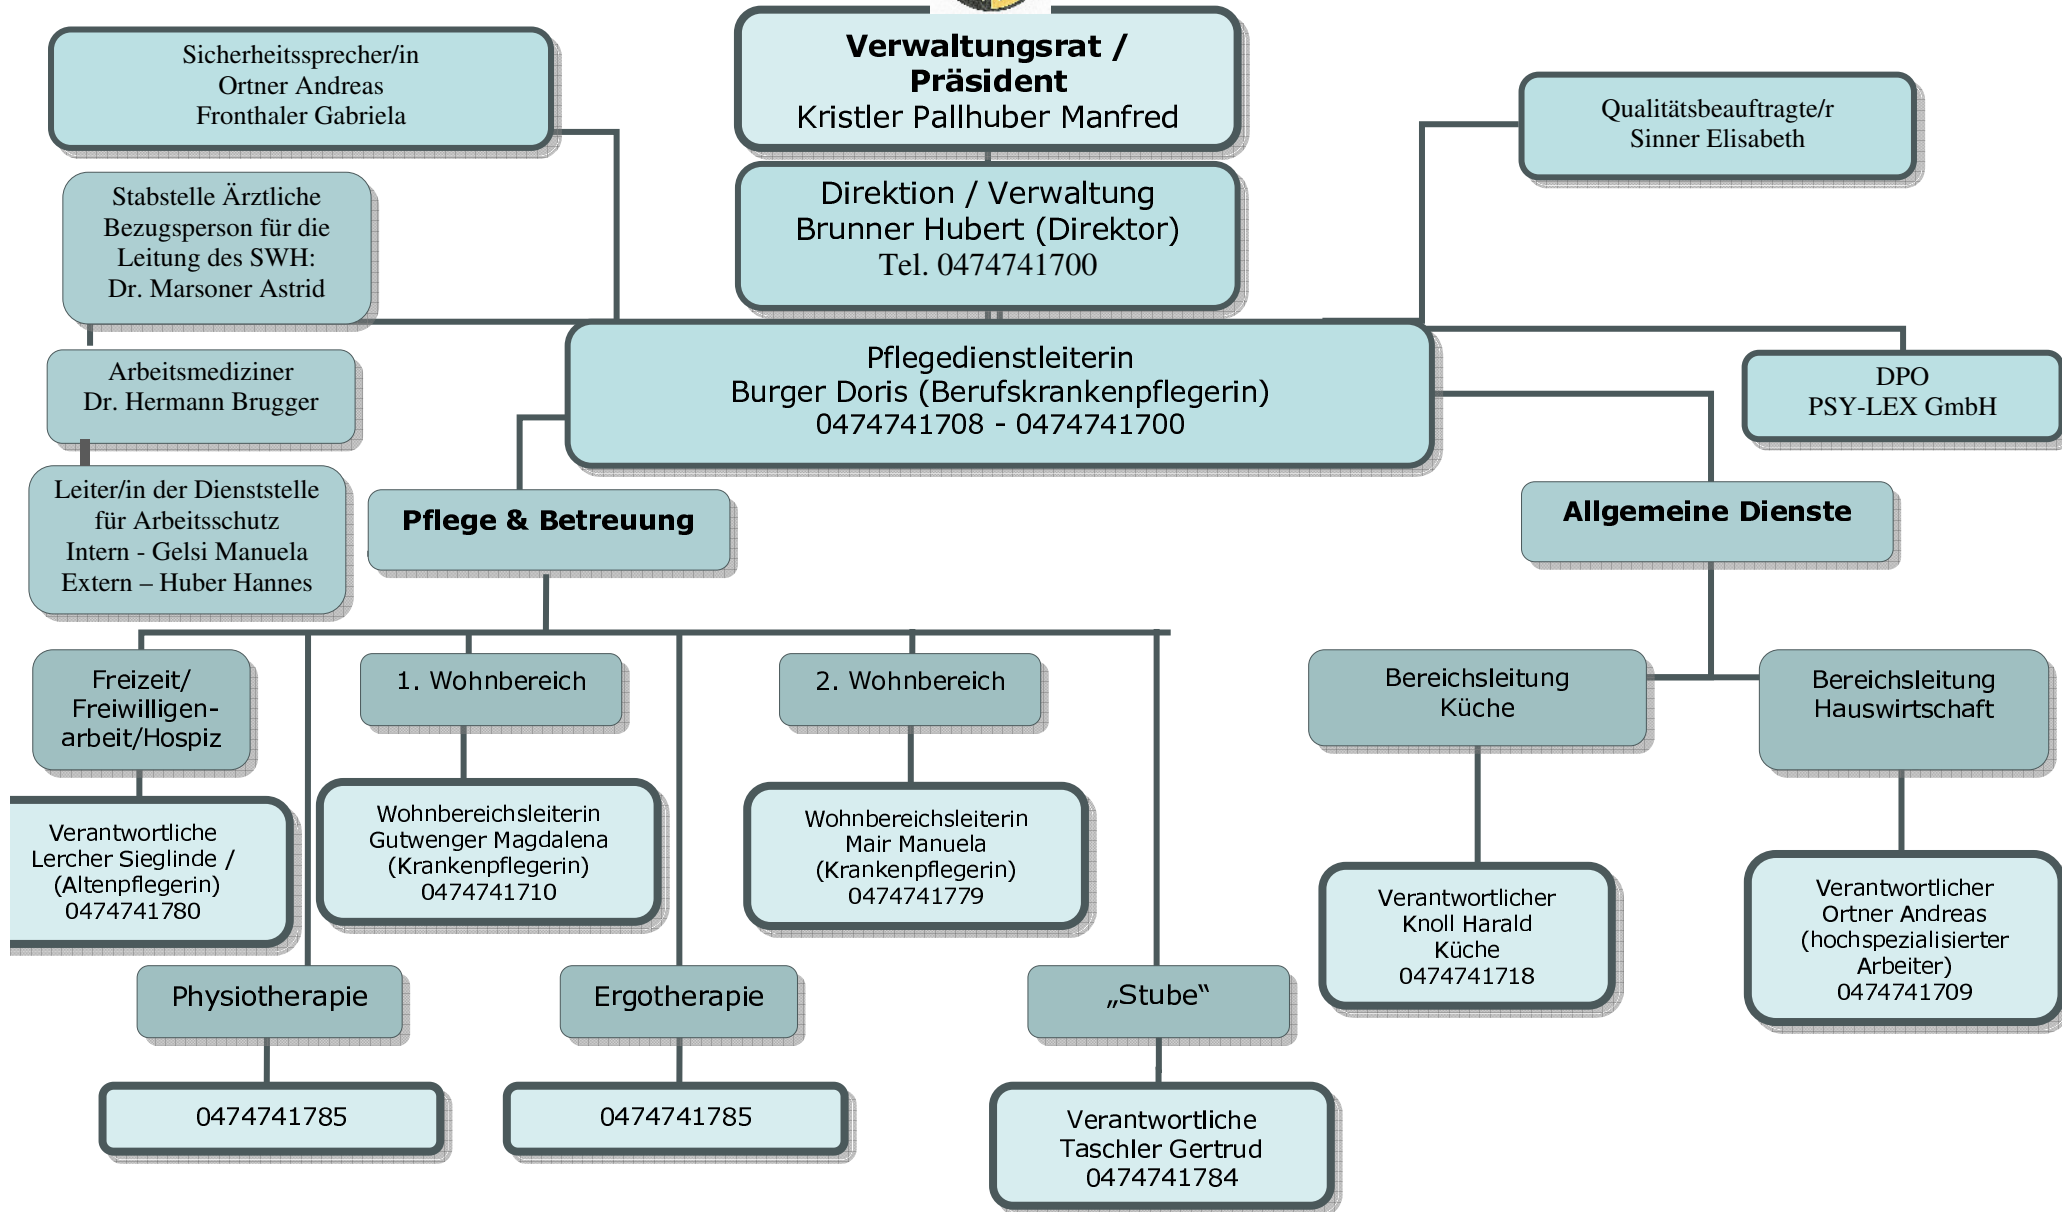 Sicherheitssprecher/in
Ortner Andreas
Fronthaler Gabriela
Verwaltungsrat /
Präsident
Kristler Pallhuber Manfred
Qualitätsbeauftragte/r
Sinner Elisabeth
Direktion / Verwaltung
Brunner Hubert (Direktor)
Tel. 0474741700
Stabstelle Ärztliche
Bezugsperson für die
Leitung des SWH:
Dr. Marsoner Astrid
Arbeitsmediziner
Dr. Hermann Brugger
Pflegedienstleiterin
Burger Doris (Berufskrankenpflegerin)
0474741708 - 0474741700
DPO
PSY-LEX GmbH
Leiter/in der Dienststelle
für Arbeitsschutz
Intern - Gelsi Manuela
Extern – Huber Hannes
Pflege & Betreuung
Allgemeine Dienste
Freizeit/
Freiwilligen-
arbeit/Hospiz
1. Wohnbereich
2. Wohnbereich
Bereichsleitung
Küche
Bereichsleitung
Hauswirtschaft
Verantwortliche
Lercher Sieglinde /
(Altenpflegerin)
0474741780
Wohnbereichsleiterin
Gutwenger Magdalena
(Krankenpflegerin)
0474741710
Wohnbereichsleiterin
Mair Manuela
(Krankenpflegerin)
0474741779
Verantwortlicher
Knoll Harald
Küche
0474741718
Verantwortlicher
Ortner Andreas
(hochspezialisierter
Arbeiter)
0474741709
Physiotherapie
Ergotherapie
„Stube“
0474741785
0474741785
Verantwortliche
Taschler Gertrud
0474741784